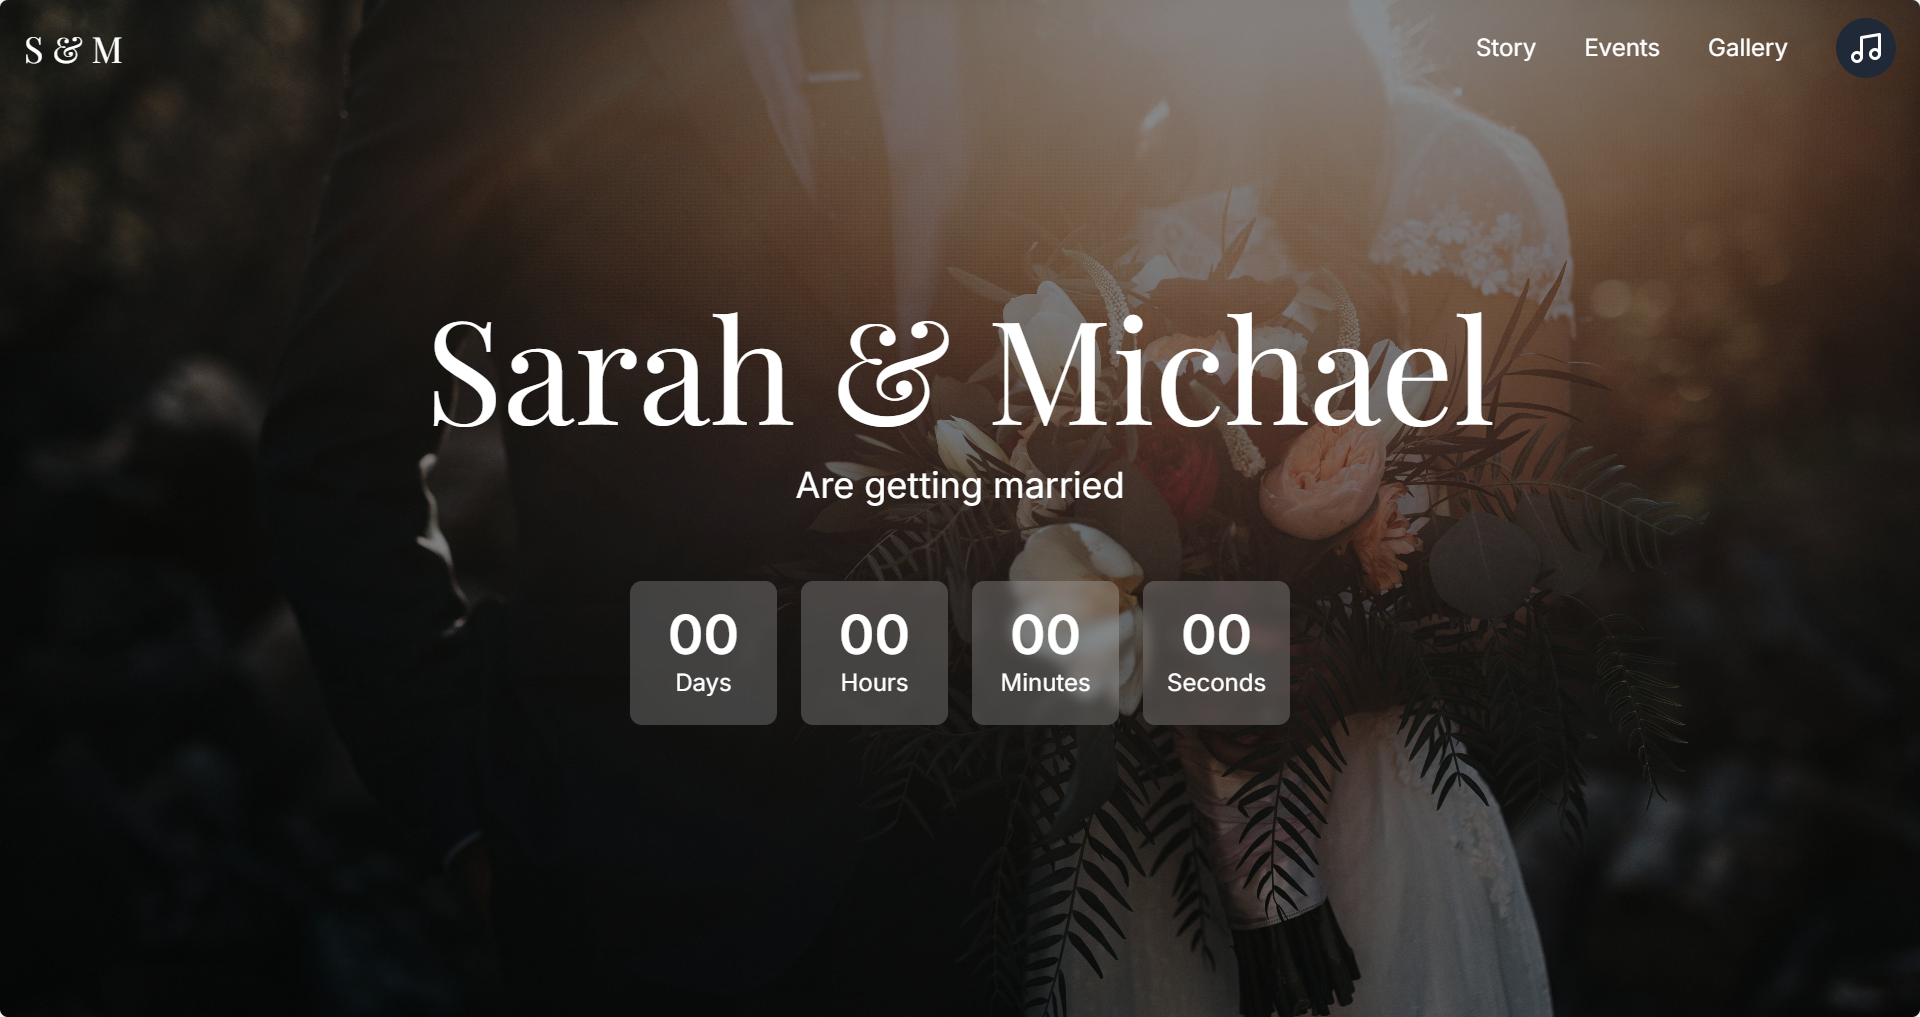 S & M
Story
Events
Gallery
Sarah & Michael
Are getting married
00
Days
00
Hours
00
Minutes
00
Seconds